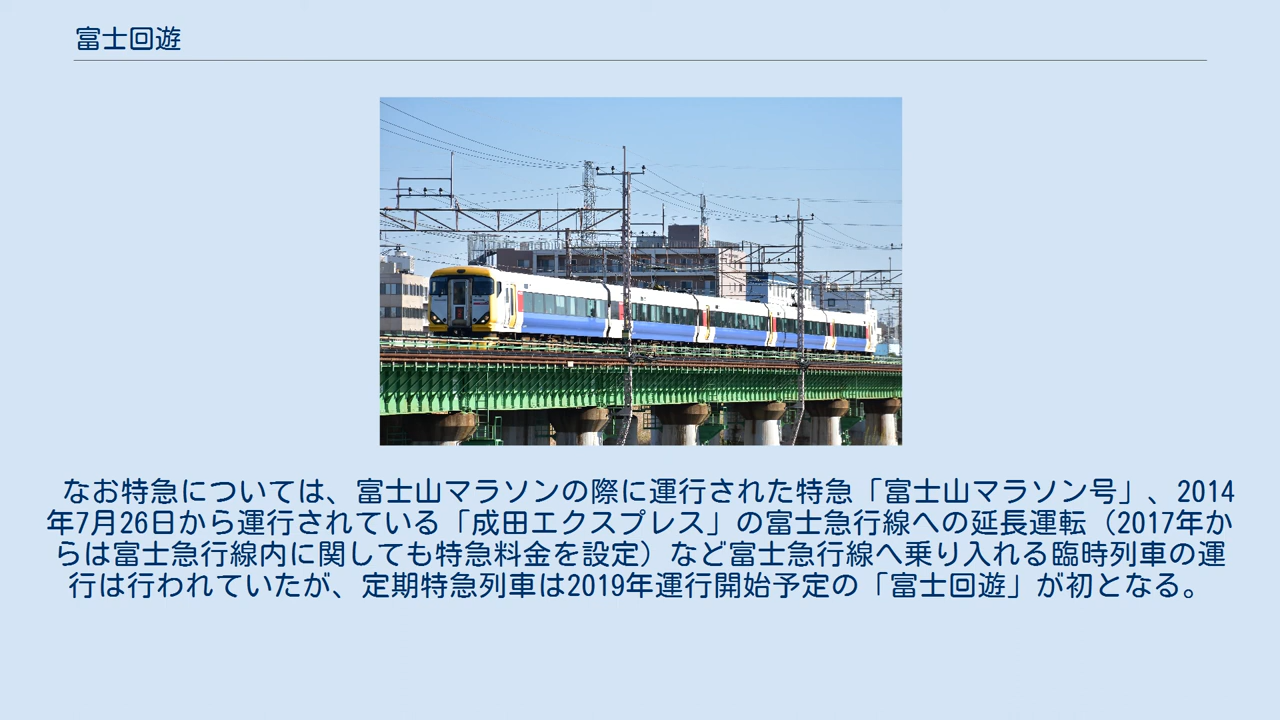 富士回遊
なお特急については、富士山マラソンの際に運行された特急「富士山マラソン号」、2014
年7月26日から運行されている「成田エクスプレス」の富士急行線への延長運転（2017年か
らは富士急行線内に関しても特急料金を設定）など富士急行線へ乗り入れる臨時列車の運
行は行われていたが、定期特急列車は2019年運行開始予定の「富士回遊」が初となる。